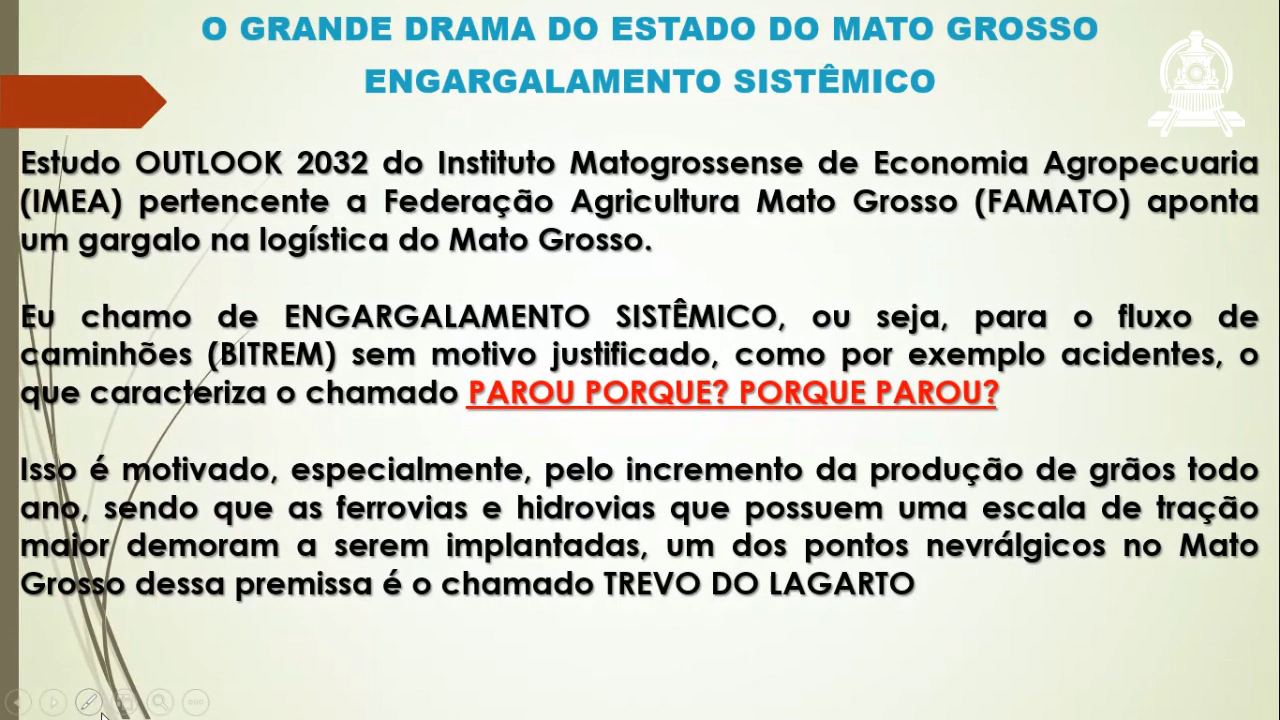 O GRANDE DRAMA DO ESTADO DO MATO GROSSO
ENGARGALAMENTO SISTÊMICO
Estudo OUTLOOK 2032 do Instituto Matogrossense de Economia Agropecuaria
(IMEA) pertencente a Federação Agricultura Mato Grosso (FAMATO) aponta
um gargalo na logística do Mato Grosso.
Eu chamo de ENGARGALAMENTO SISTÊMICO, ou seja, para o fluxo de
caminhões (BITREM) sem motivo justificado, como por exemplo acidentes, o
que caracteriza o chamado PAROU PORQUE? PORQUE PAROU?
Isso é motivado, especialmente, pelo incremento da produção de grãos todo
ano, sendo que as ferrovias e hidrovias que possuem uma escala de tração
maior demoram a serem implantadas, um dos pontos nevrálgicos no Mato
Grosso dessa premissa é o chamado TREVO DO LAGARTO